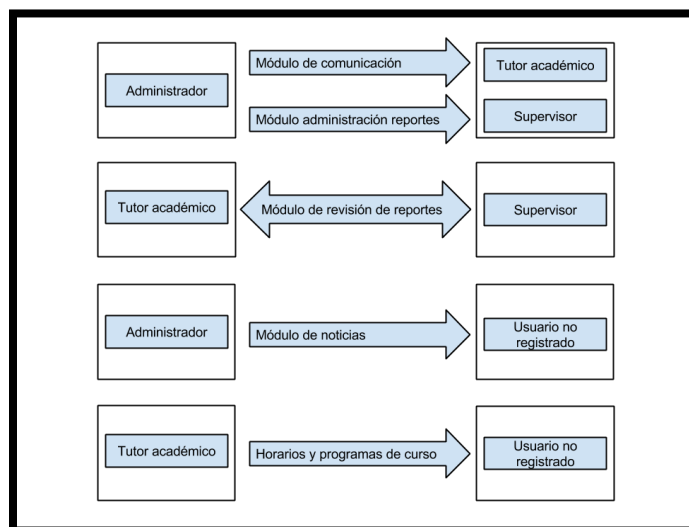 Administrador
Módulo de comunicación
Módulo administración reportes
Tutor académico
Supervisor
Tutor académico
Módulo de revisión de reportes
Supervisor
Administrador
Módulo de noticias
Usuario no
registrado
Tutor académico
Horarios y programas de curso
Usuario no
registrado